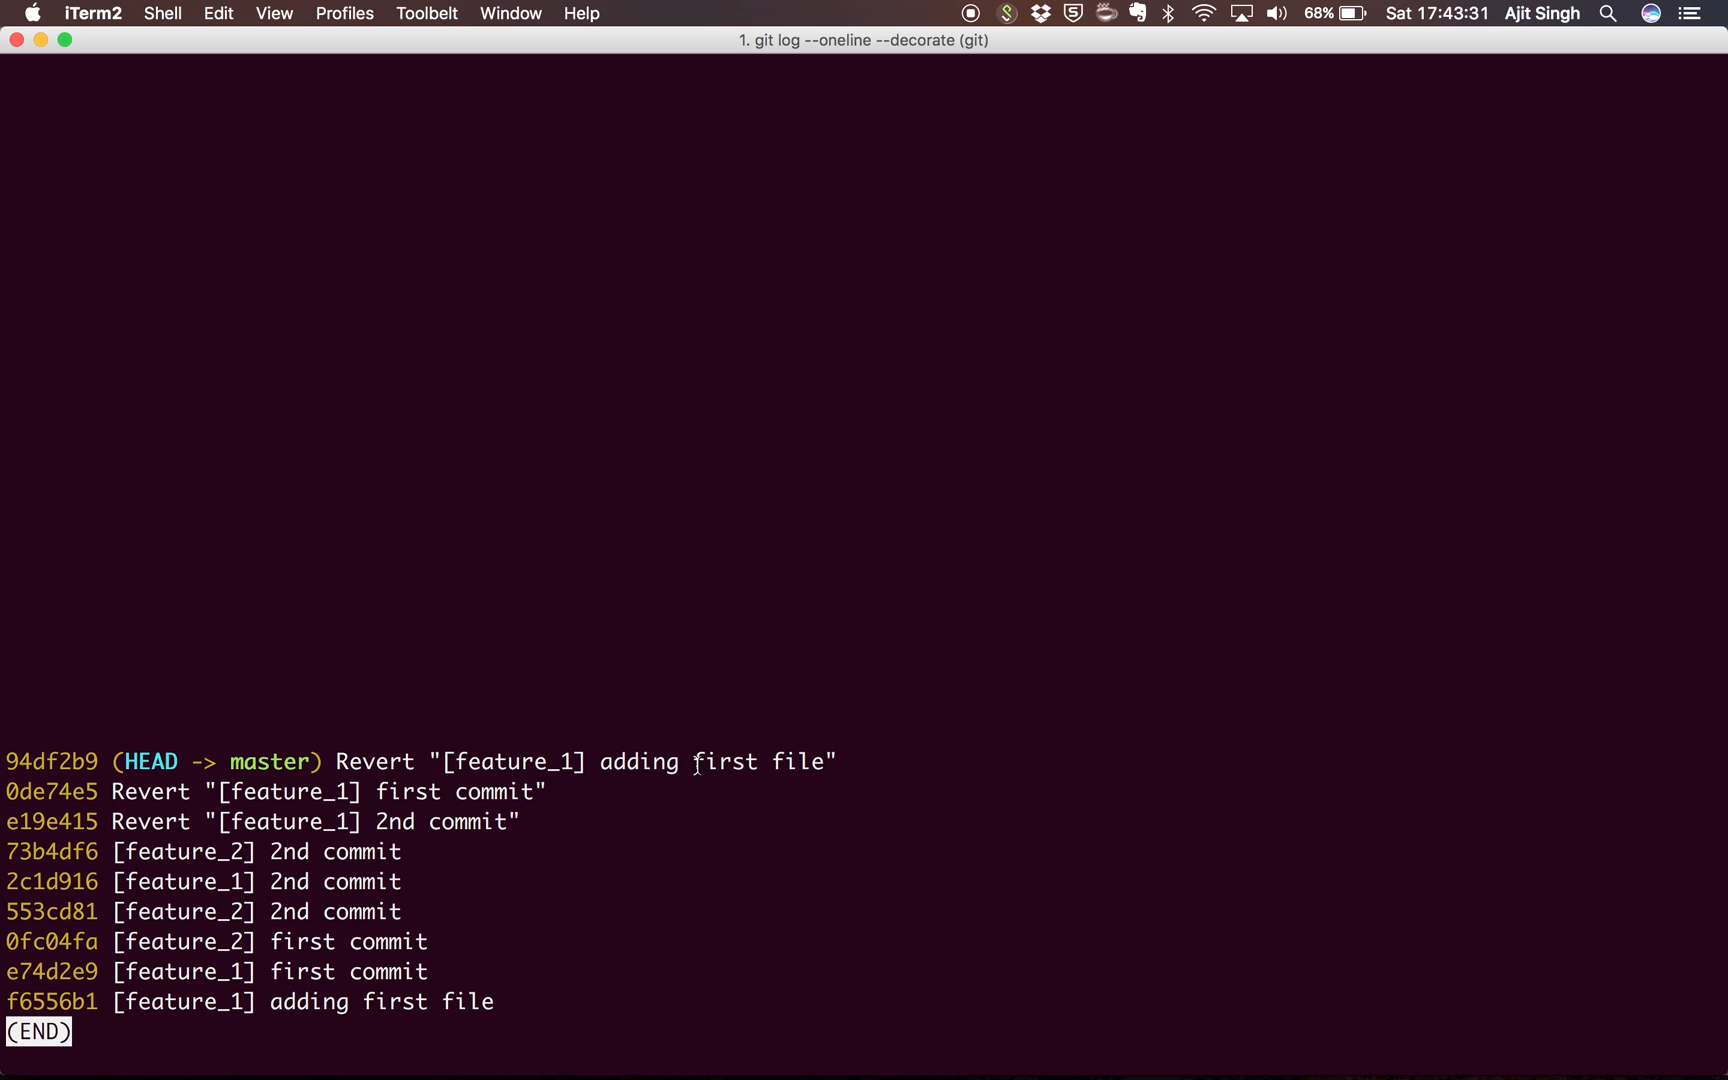 iTerm2 Shell Edit View Profiles Toolbelt Window Help 68% Sat 17:43:31 Ajit Singh
1. git log --oneline --decorate (git)
94df2b9 (HEAD -> master) Revert "[feature_1] adding first file"
0de74e5 Revert "[feature_1] first commit"
e19e415 Revert "[feature_1] 2nd commit"
73b4df6 [feature_2] 2nd commit
2c1d916 [feature_1] 2nd commit
553cd81 [feature_2] 2nd commit
0fc04fa [feature_2] first commit
e74d2e9 [feature_1] first commit
f6556b1 [feature_1] adding first file
(END)